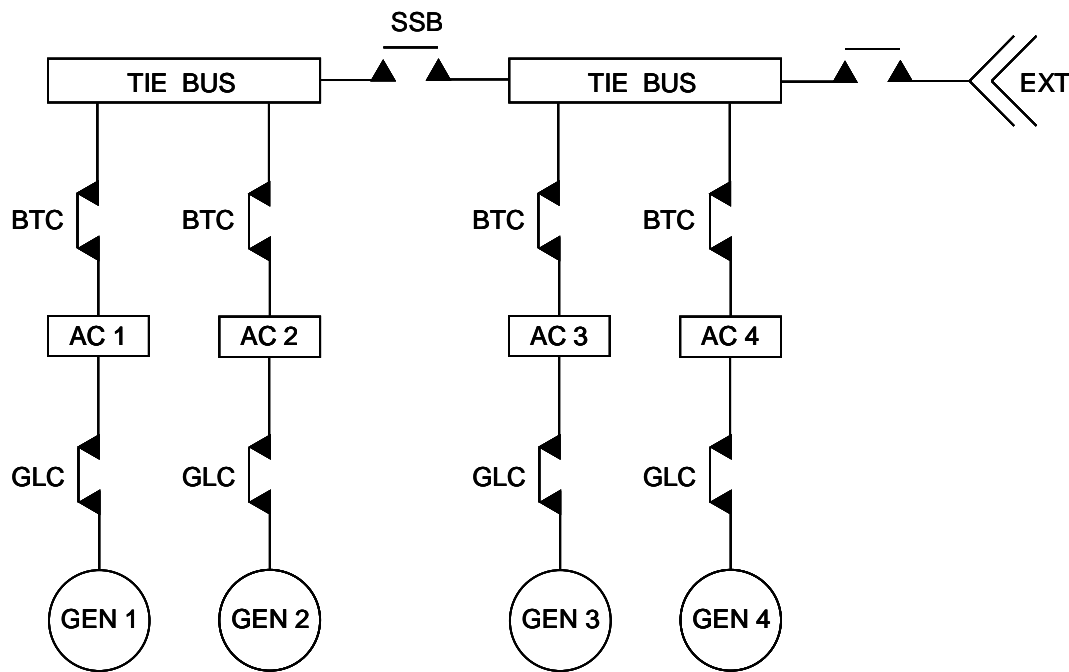 SSB
TIE BUS
TIE BUS
EXT
BTC
BTC
BTC
BTC
AC 1
AC 2
AC 3
AC 4
GLC
GLC
GLC
GLC
GEN 1
GEN 2
GEN 3
GEN 4